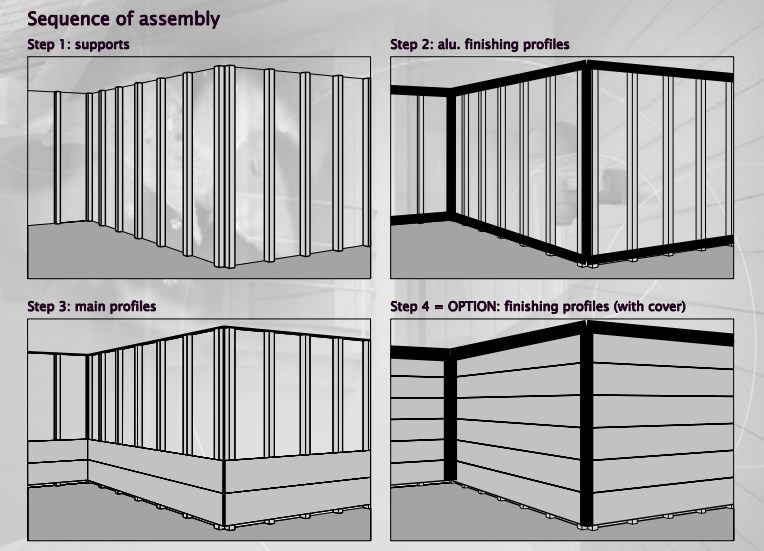 Sequence of assembly
Step 1: supports
Step 2: alu. finishing profiles
Step 3: main profiles
Step 4 = OPTION: finishing profiles (with cover)